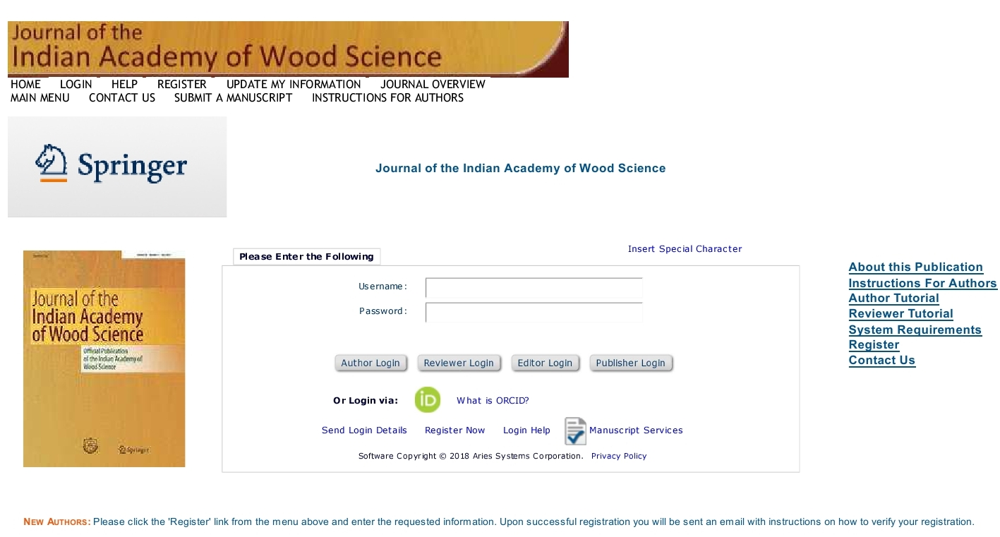 Journal of the
Indian Academy of Wood Science
HOME LOGIN HELP REGISTER UPDATE MY INFORMATION JOURNAL OVERVIEW
MAIN MENU CONTACT US SUBMIT A MANUSCRIPT INSTRUCTIONS FOR AUTHORS
Springer
Journal of the Indian Academy of Wood Science
Journal of the
Indian Academy
of Wood Science
Official Publication
of the Indian Academy of
Wood Science
Springer
Please Enter the Following
Insert Special Character
Username:
Password:
Author Login Reviewer Login Editor Login Publisher Login
Or Login via: iD What is ORCID?
Send Login Details Register Now Login Help Manuscript Services
Software Copyright © 2018 Aries Systems Corporation. Privacy Policy
About this Publication
Instructions For Authors
Author Tutorial
Reviewer Tutorial
System Requirements
Register
Contact Us
NEW AUTHORS: Please click the 'Register' link from the menu above and enter the requested information. Upon successful registration you will be sent an email with instructions on how to verify your registration.